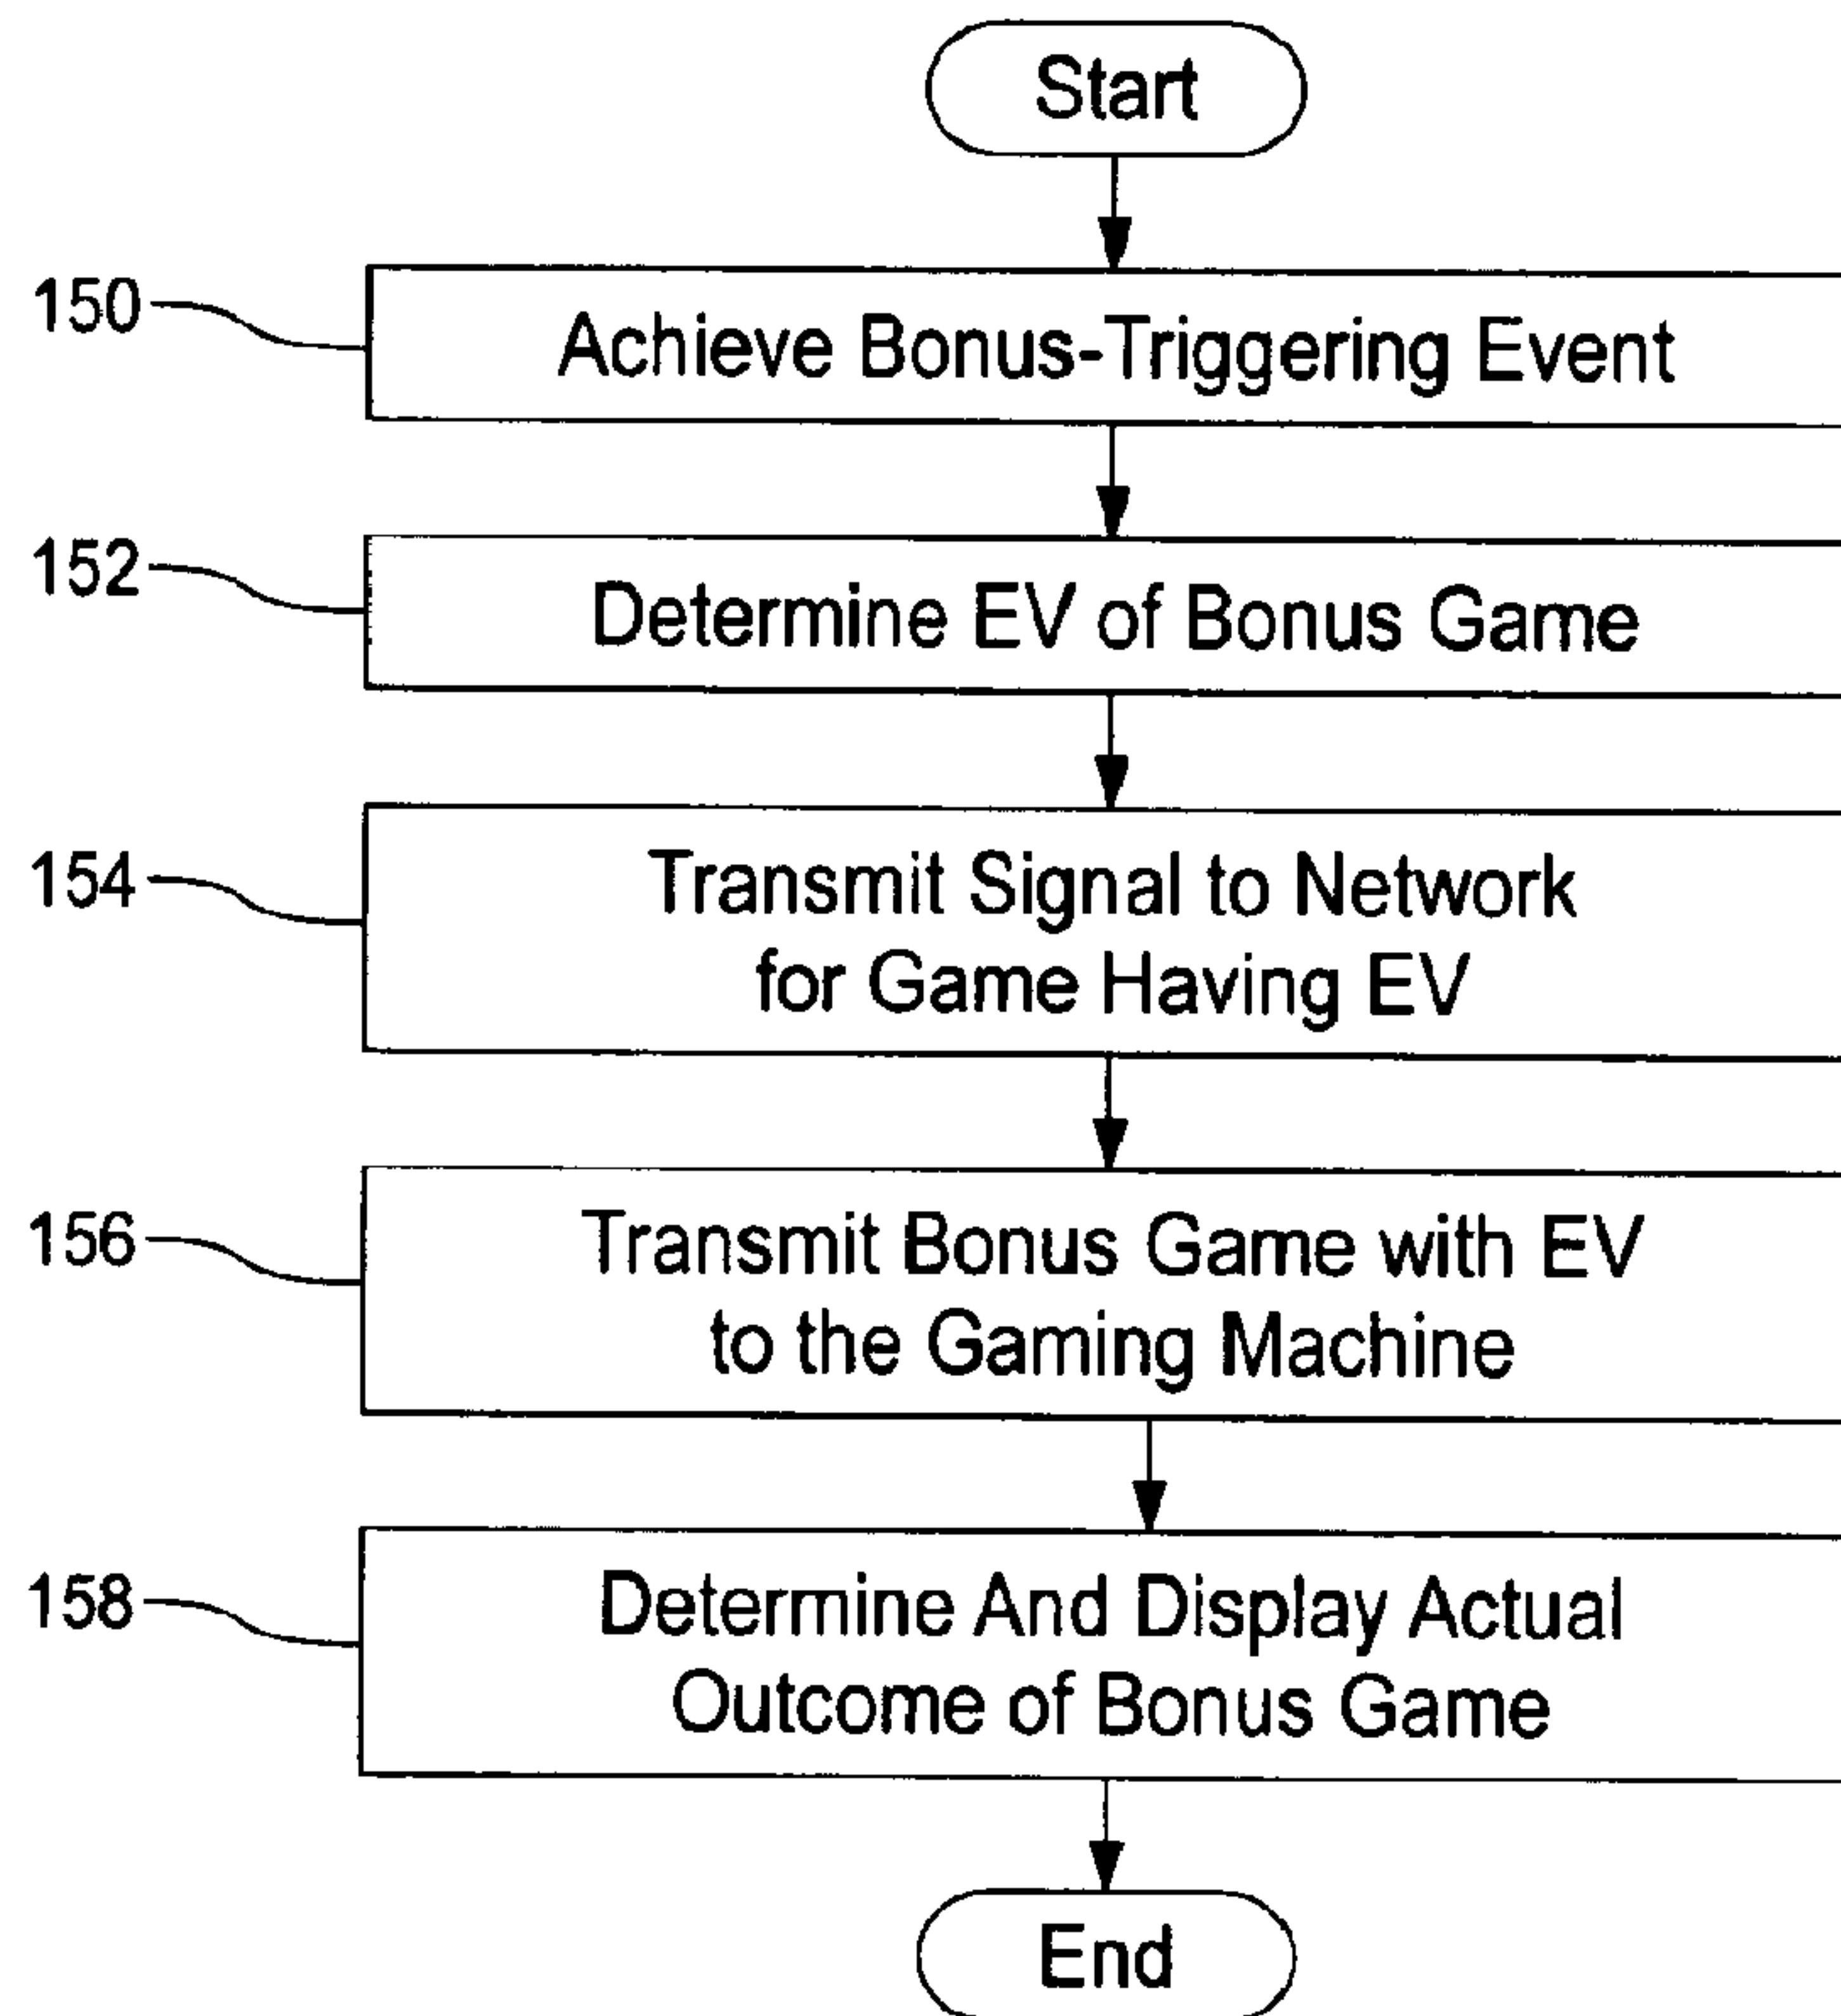 Start
150
Achieve Bonus-Triggering Event
152
Determine EV of Bonus Game
154
Transmit Signal to Network
for Game Having EV
156
Transmit Bonus Game with EV
to the Gaming Machine
158
Determine And Display Actual
Outcome of Bonus Game
End